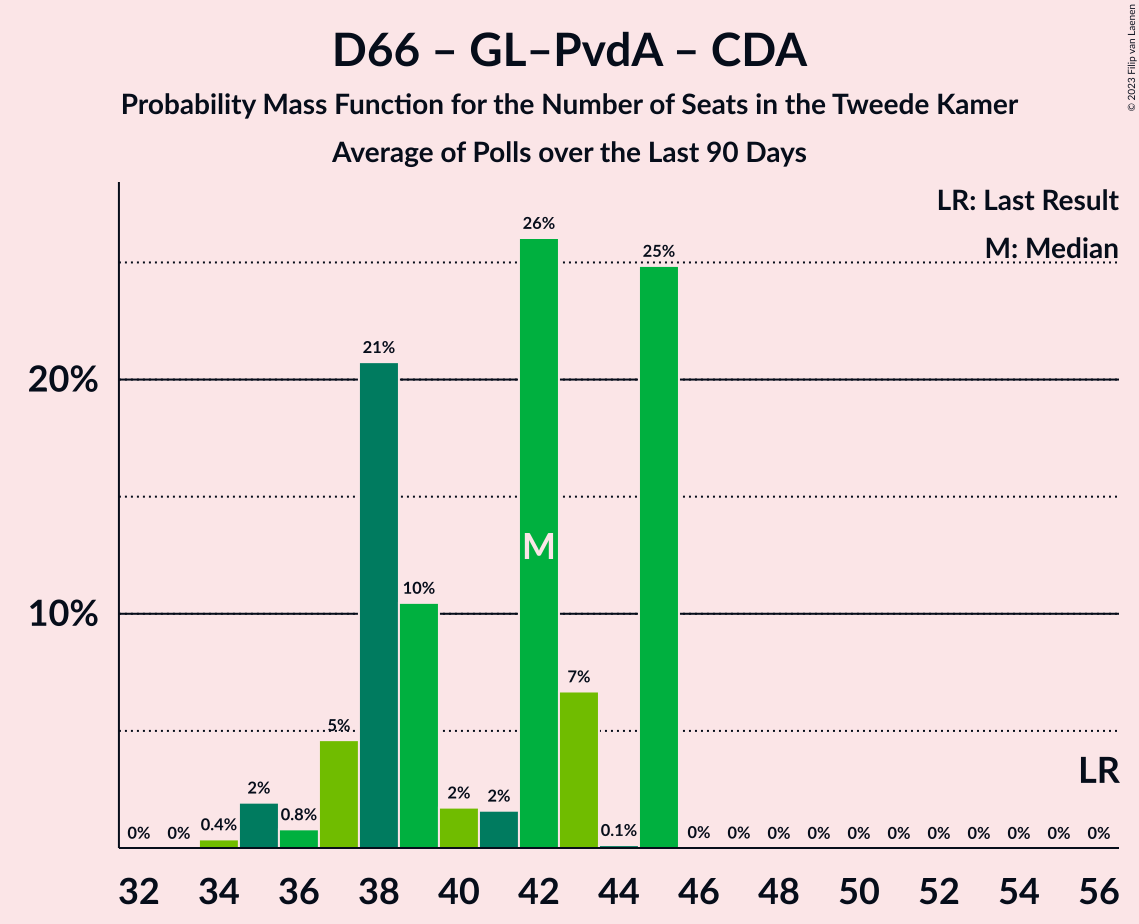 D66 – GL–PvdA – CDA
Probability Mass Function for the Number of Seats in the Tweede Kamer
Average of Polls over the Last 90 Days
© 2023 Filip van Laenen
LR: Last Result
M: Median
26%
25%
21%
20%
M
10%
10%
7%
5%
LR
2%
0.8%
2%
2%
0% 0% 0.4% 0.1% 0% 0% 0% 0% 0% 0% 0% 0% 0% 0% 0%
32 34 36 38 40 42 44 46 48 50 52 54 56